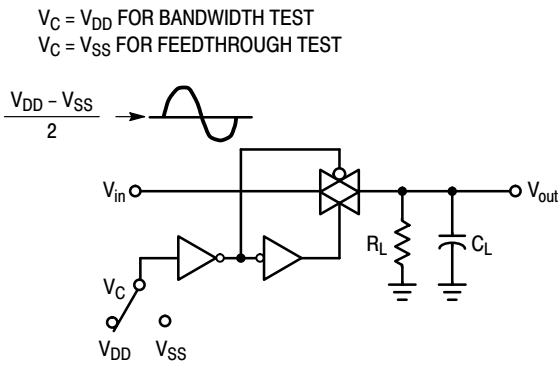 V_C = V_DD FOR BANDWIDTH TEST
V_C = V_SS FOR FEEDTHROUGH TEST
V_DD – V_SS
2
V_in
V_out
R_L
C_L
V_C
V_DD
V_SS